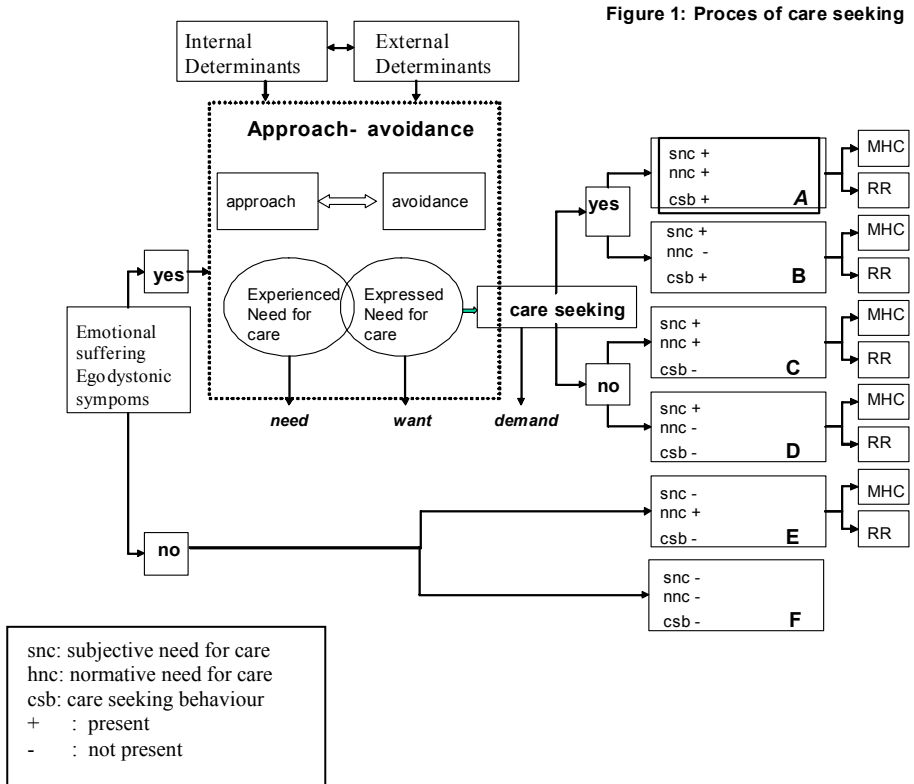 Figure 1: Proces of care seeking
Internal
Determinants
External
Determinants
Approach- avoidance
approach
avoidance
Experienced
Need for
care
Expressed
Need for
care
need
want
demand
care seeking
Emotional
suffering
Egodystonic
sympoms
yes
no
yes
no
snc +
nnc +
csb +
A
MHC
RR
snc +
nnc -
csb +
B
MHC
RR
snc +
nnc +
csb -
C
MHC
RR
snc +
nnc -
csb -
D
MHC
RR
snc -
nnc +
csb -
E
MHC
RR
snc -
nnc -
csb -
F
snc: subjective need for care
hnc: normative need for care
csb: care seeking behaviour
+ : present
- : not present